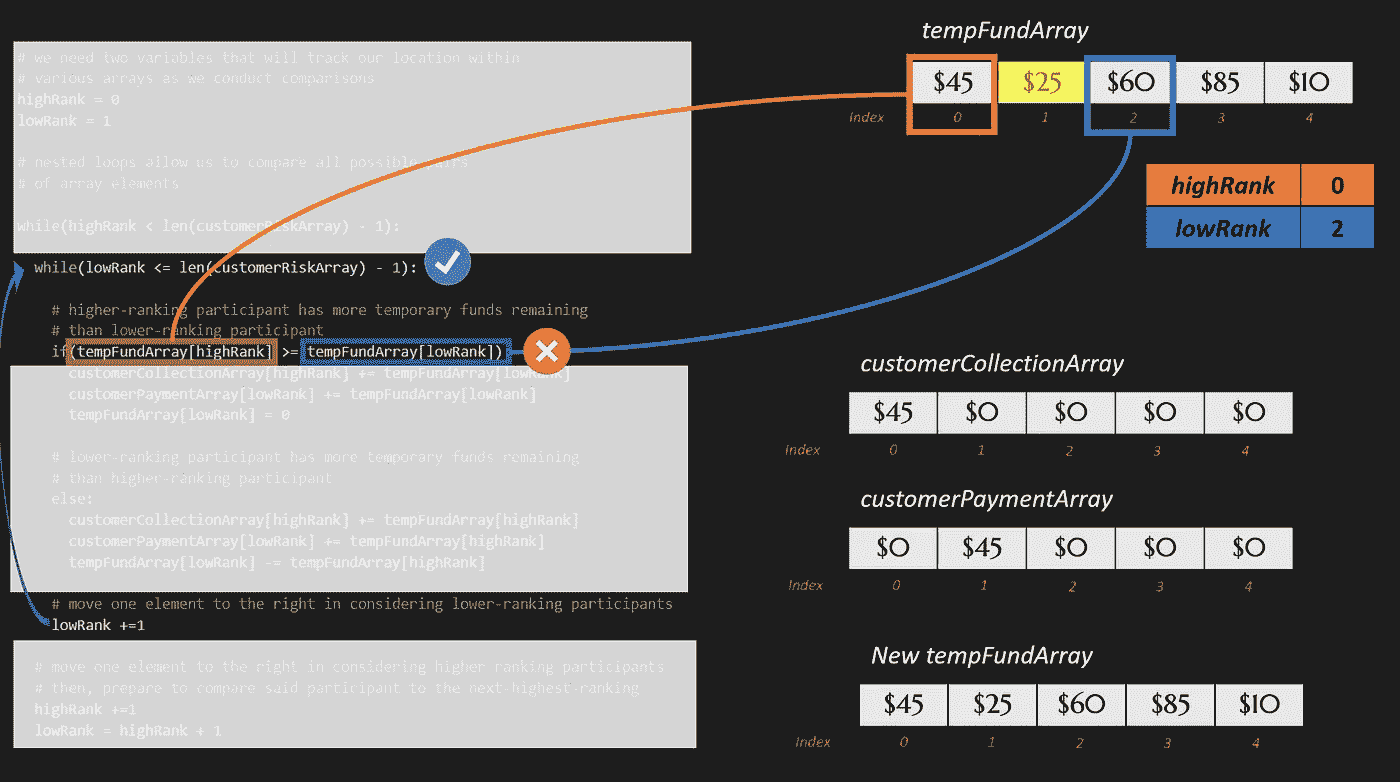 # we need two variables that will track our location within
# various arrays as we conduct comparisons
highRank = 0
lowRank = 1
# nested loops allow us to compare all possible pairs
# of array elements
while(highRank < len(customerRiskArray) - 1):
while(lowRank <= len(customerRiskArray) - 1):
# higher-ranking participant has more temporary funds remaining
# than lower-ranking participant
if(tempFundArray[highRank] >= tempFundArray[lowRank])
customerCollectionArray[highRank] += tempFundArray[lowRank]
customerPaymentArray[lowRank] += tempFundArray[lowRank]
tempFundArray[lowRank] = 0
# lower-ranking participant has more temporary funds remaining
# than higher-ranking participant
else:
customerCollectionArray[highRank] += tempFundArray[highRank]
customerPaymentArray[lowRank] += tempFundArray[highRank]
tempFundArray[lowRank] -= tempFundArray[highRank]
# move one element to the right in considering lower-ranking participants
lowRank +=1
# move one element to the right in considering higher ranking participants
# then, prepare to compare said participant to the next-highest-ranking
highRank +=1
lowRank = highRank + 1
tempFundArray
$45 $25 $60 $85 $10
Index 0 1 2 3 4
highRank 0
lowRank 2
customerCollectionArray
$45 $0 $0 $0 $0
Index 0 1 2 3 4
customerPaymentArray
$0 $45 $0 $0 $0
Index 0 1 2 3 4
New tempFundArray
$45 $25 $60 $85 $10
Index 0 1 2 3 4